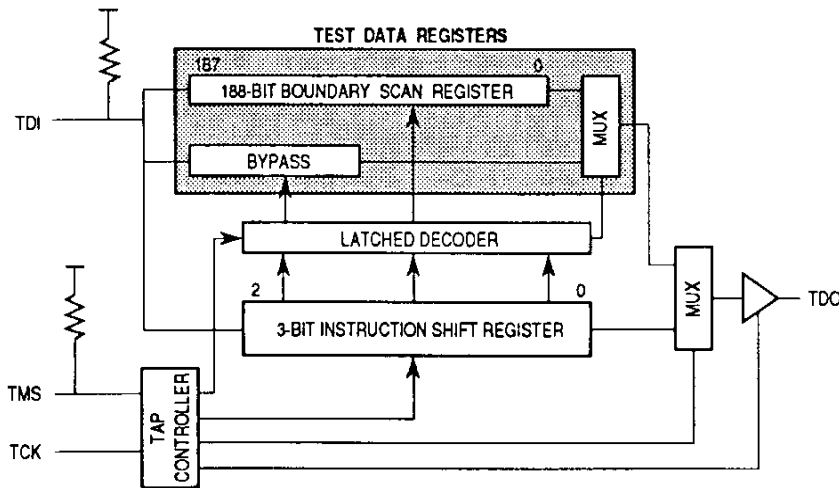 TEST DATA REGISTERS
187 0
188-BIT BOUNDARY SCAN REGISTER
TDI
MUX
BYPASS
LATCHED DECODER
2 0
3-BIT INSTRUCTION SHIFT REGISTER
MUX
TDO
TMS
TAP
CONTROLLER
TCK